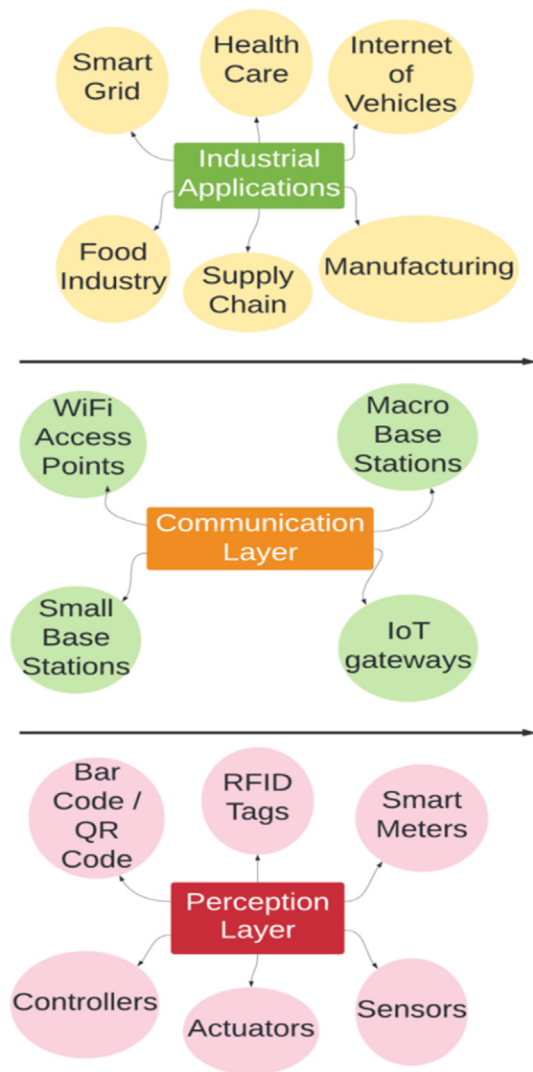 Smart
Grid
Health
Care
Internet
of
Vehicles
Industrial
Applications
Food
Industry
Supply
Chain
Manufacturing
WiFi
Access
Points
Macro
Base
Stations
Communication
Layer
Small
Base
Stations
IoT
gateways
Bar
Code /
QR
Code
RFID
Tags
Smart
Meters
Perception
Layer
Controllers
Actuators
Sensors